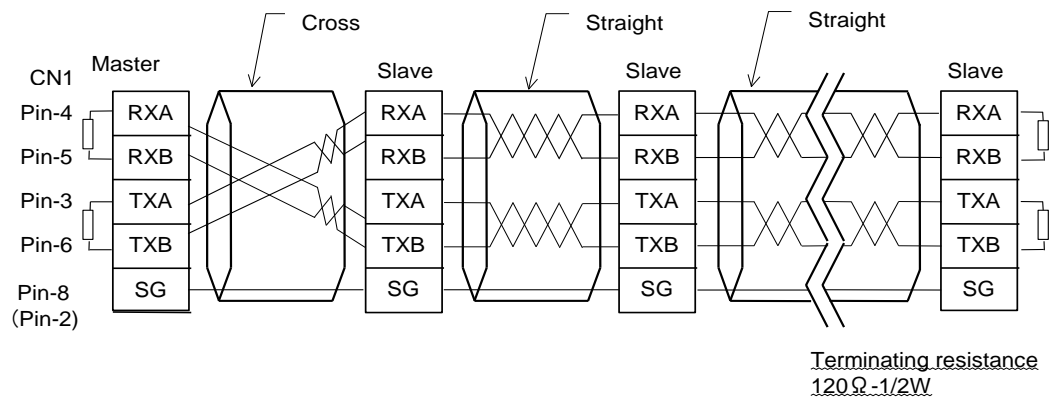 Cross
Straight
Straight
CN1
Master
Slave
Slave
Slave
Pin-4
RXA
RXA
RXA
RXA
Pin-5
RXB
RXB
RXB
RXB
Pin-3
TXA
TXA
TXA
TXA
Pin-6
TXB
TXB
TXB
TXB
Pin-8
(Pin-2)
SG
SG
SG
SG
Terminating resistance
120Ω-1/2W